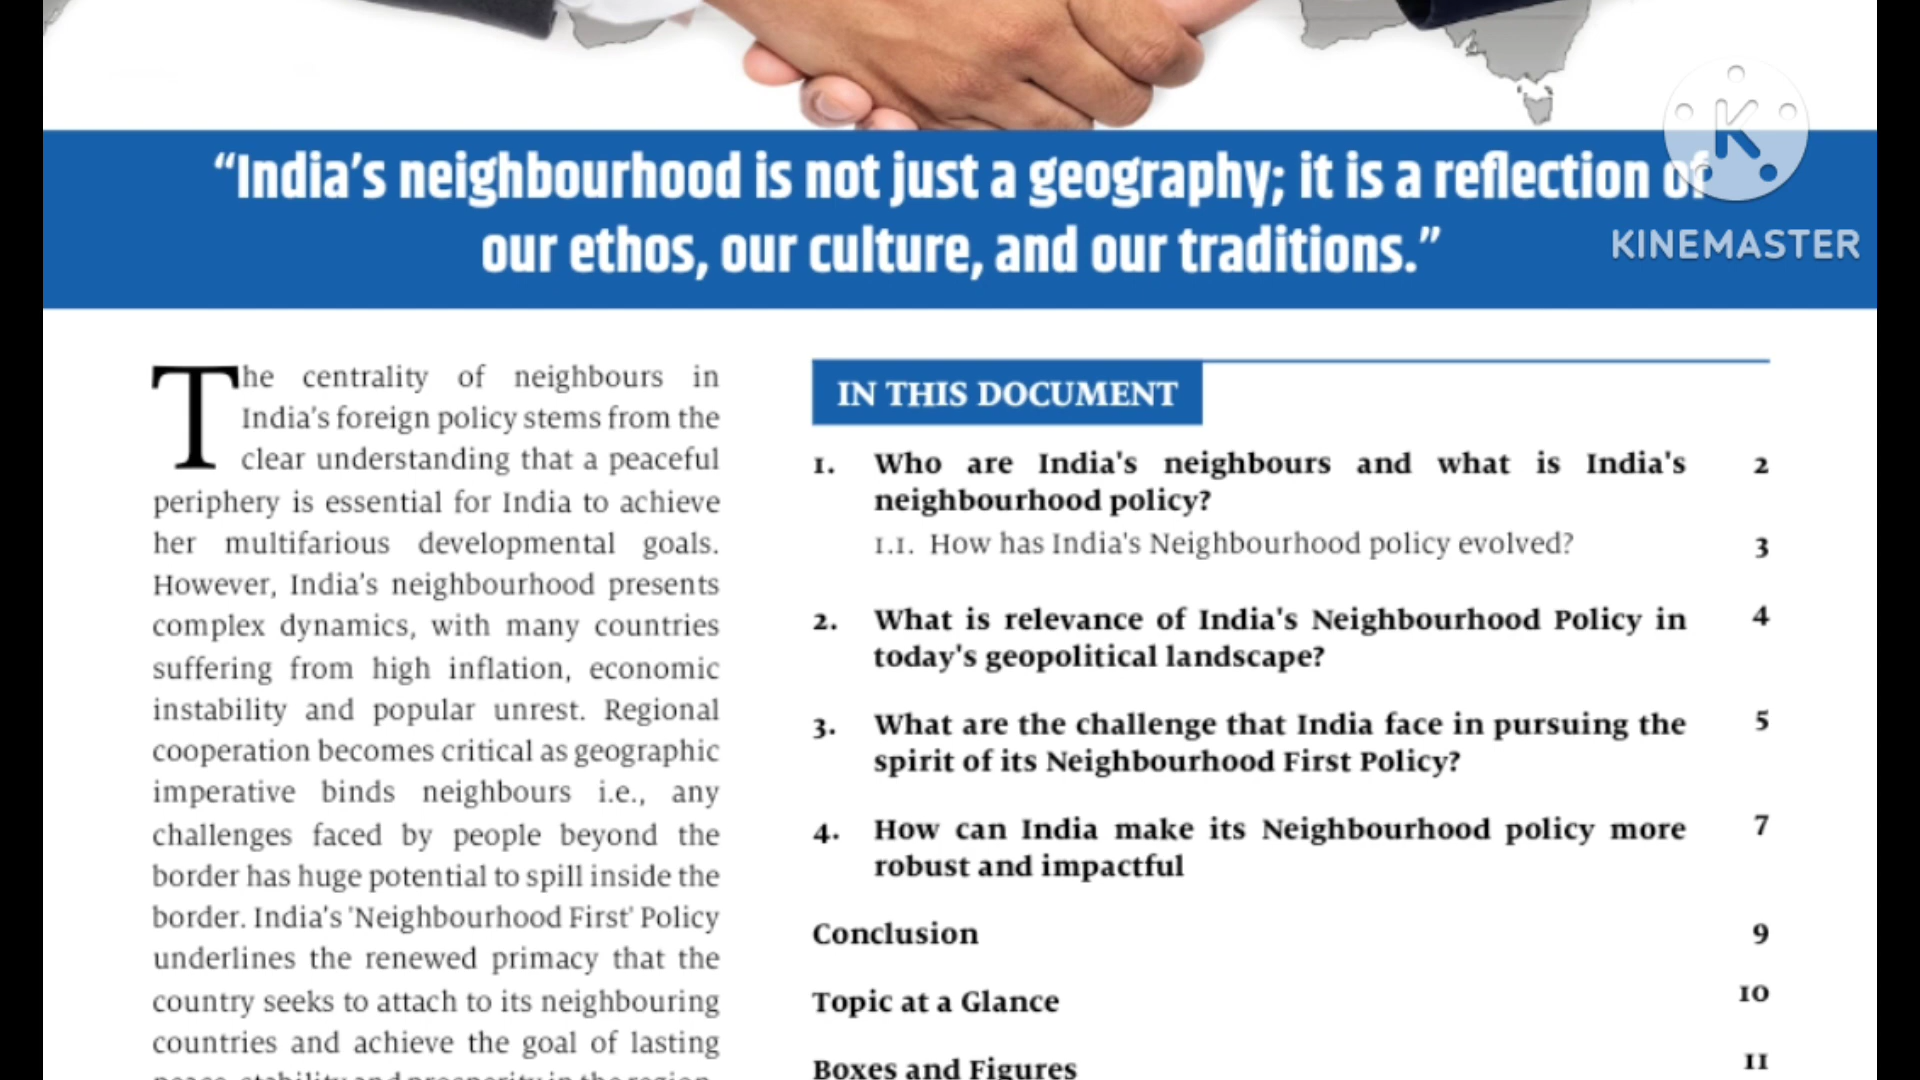 “India’s neighbourhood is not just a geography; it is a reflection of
our ethos, our culture, and our traditions.”
K
KINEMASTER
The centrality of neighbours in
India’s foreign policy stems from the
clear understanding that a peaceful
periphery is essential for India to achieve
her multifarious developmental goals.
However, India’s neighbourhood presents
complex dynamics, with many countries
suffering from high inflation, economic
instability and popular unrest. Regional
cooperation becomes critical as geographic
imperative binds neighbours i.e., any
challenges faced by people beyond the
border has huge potential to spill inside the
border. India’s 'Neighbourhood First' Policy
underlines the renewed primacy that the
country seeks to attach to its neighbouring
countries and achieve the goal of lasting
peace, stability and prosperity in the region.
IN THIS DOCUMENT
1. Who are India's neighbours and what is India's 2
neighbourhood policy?
1.1. How has India's Neighbourhood policy evolved? 3
2. What is relevance of India's Neighbourhood Policy in 4
today's geopolitical landscape?
3. What are the challenge that India face in pursuing the 5
spirit of its Neighbourhood First Policy?
4. How can India make its Neighbourhood policy more 7
robust and impactful
Conclusion 9
Topic at a Glance 10
Boxes and Figures 11